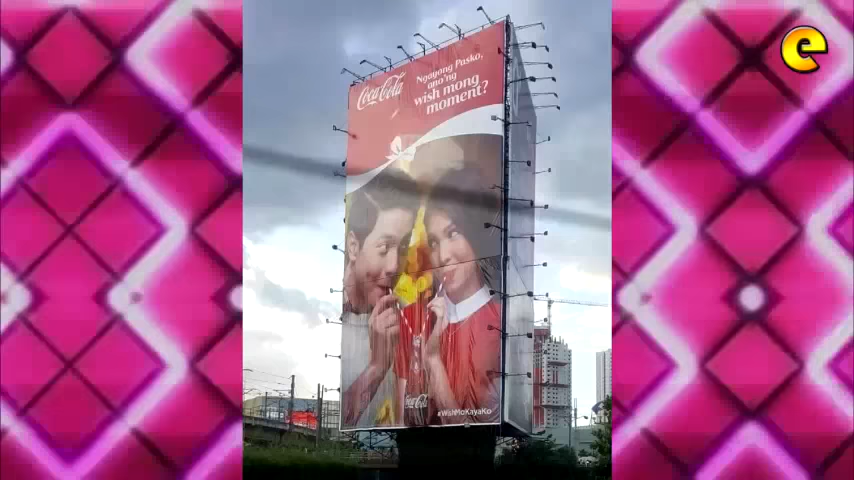 e
Coca-Cola
Ngayong Pasko,
ano'ng
wish mong
moment?
Coca-Cola
#WishMoKayaKo